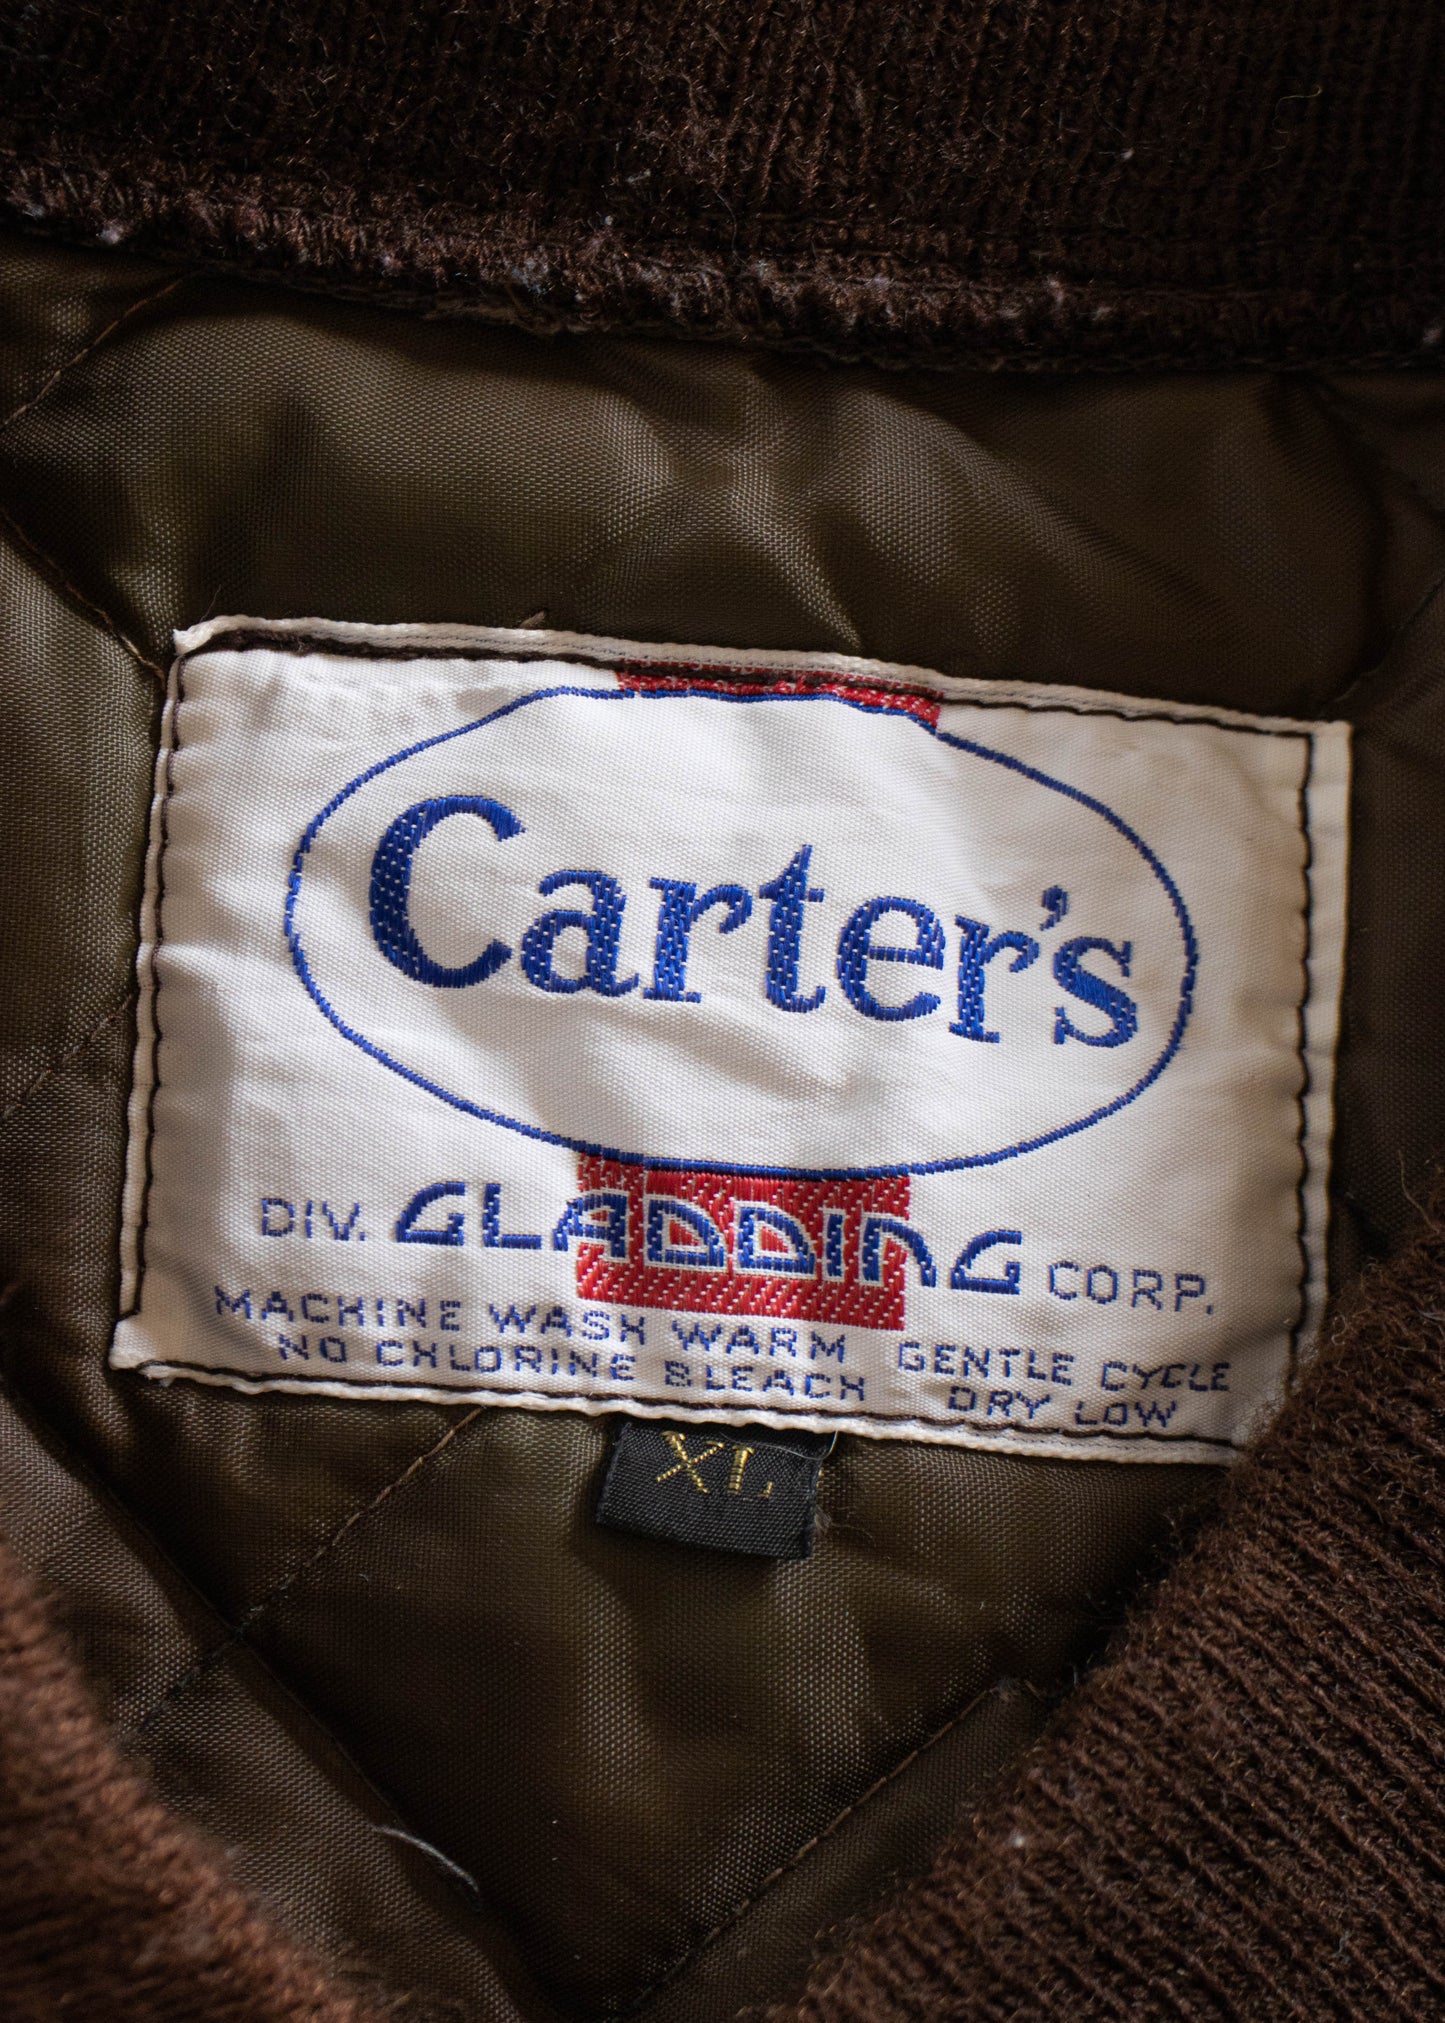 Carter's
DIV. GLADDING CORP.
MACHINE WASH WARM GENTLE CYCLE
NO CHLORINE BLEACH DRY LOW
XL